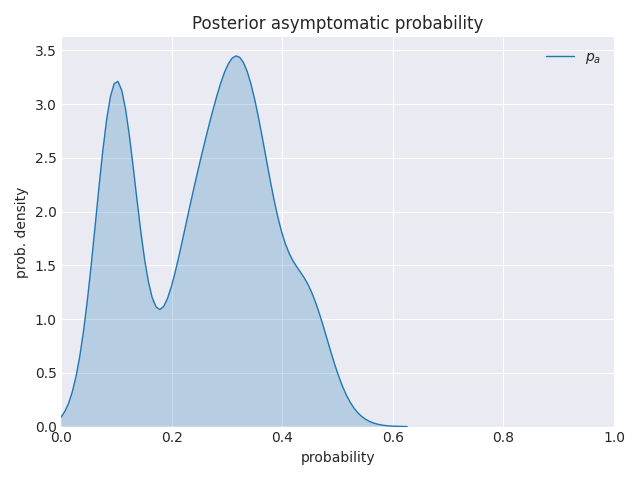 Posterior asymptomatic probability
3.5
3.0
2.5
2.0
1.5
1.0
0.5
0.0
prob. density
pₐ
0.0 0.2 0.4 0.6 0.8 1.0
probability